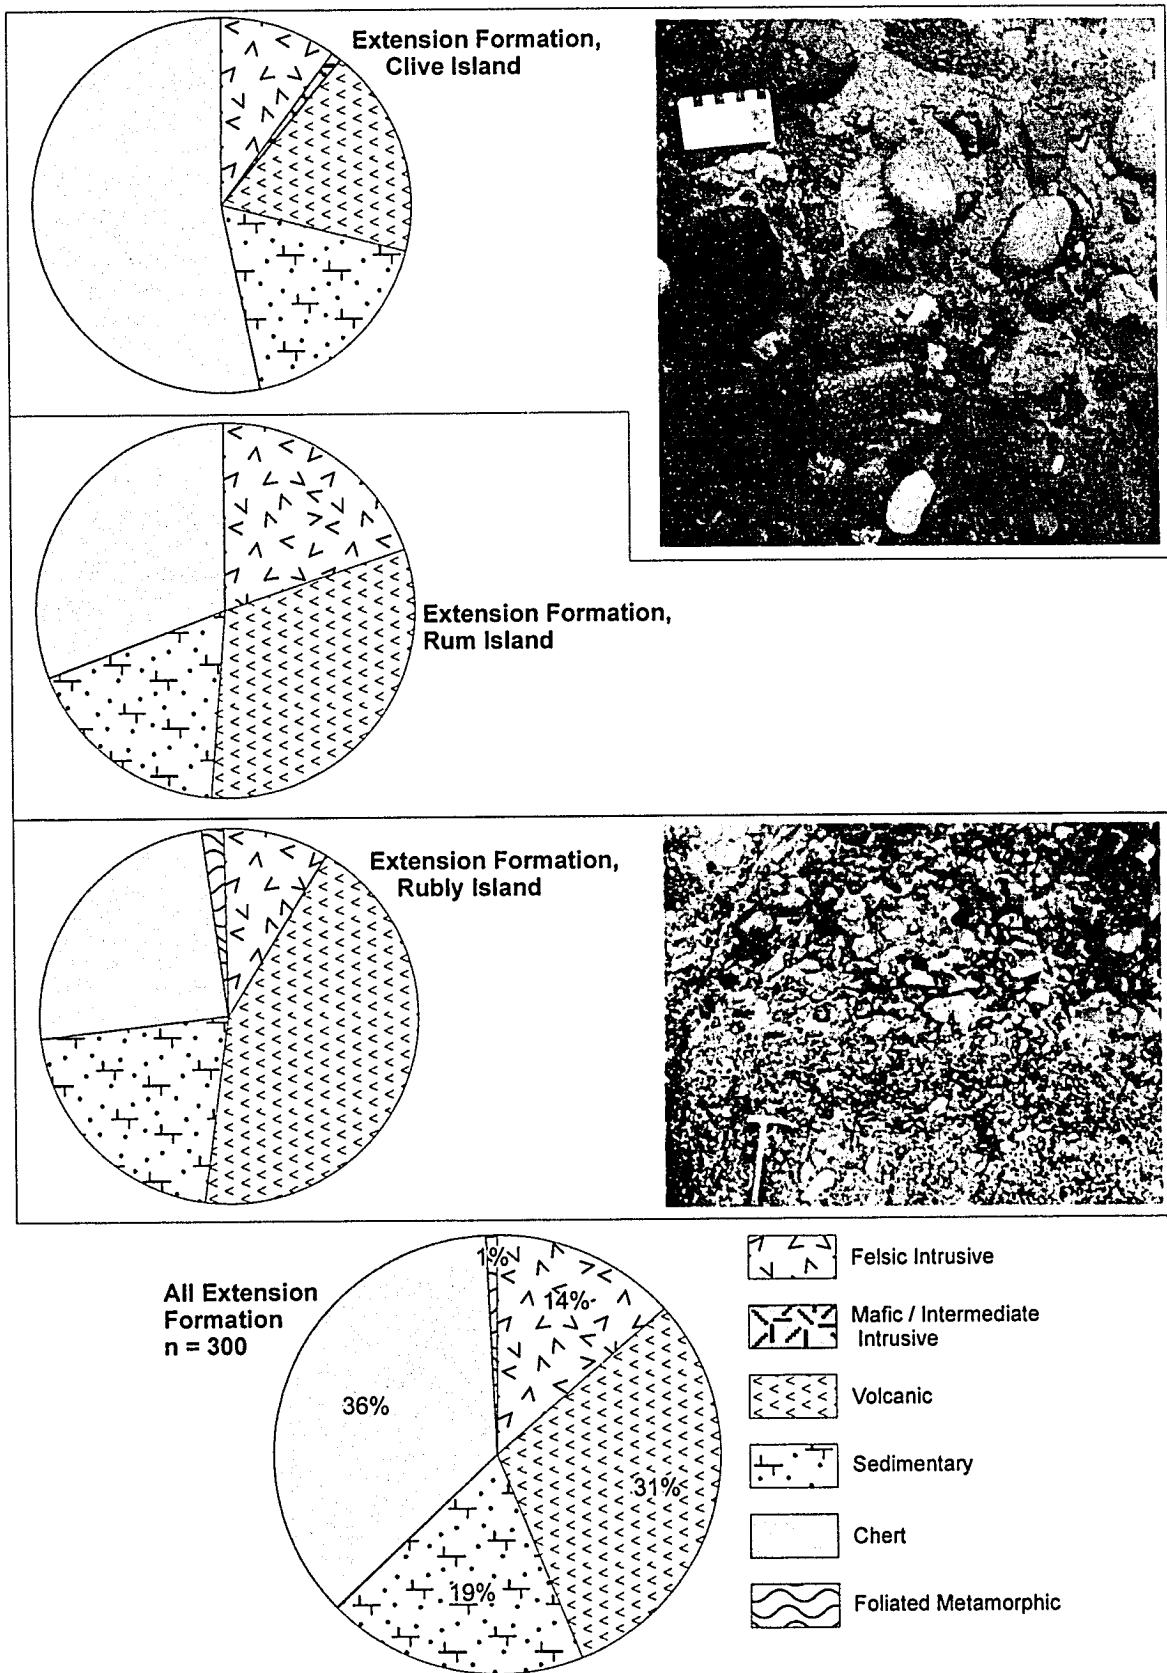 Extension Formation,
Clive Island
Extension Formation,
Rum Island
Extension Formation,
Rubly Island
All Extension
Formation
n = 300
1%
14%
36%
31%
19%
Felsic Intrusive
Mafic / Intermediate
Intrusive
Volcanic
Sedimentary
Chert
Foliated Metamorphic